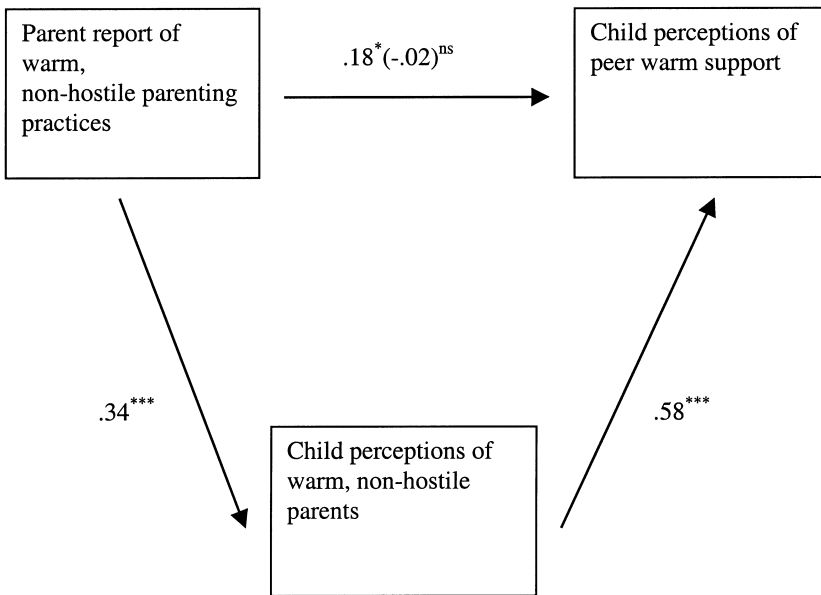 Parent report of
warm,
non-hostile parenting
practices
.18*(-.02)ns
Child perceptions of
peer warm support
.34***
.58***
Child perceptions of
warm, non-hostile
parents